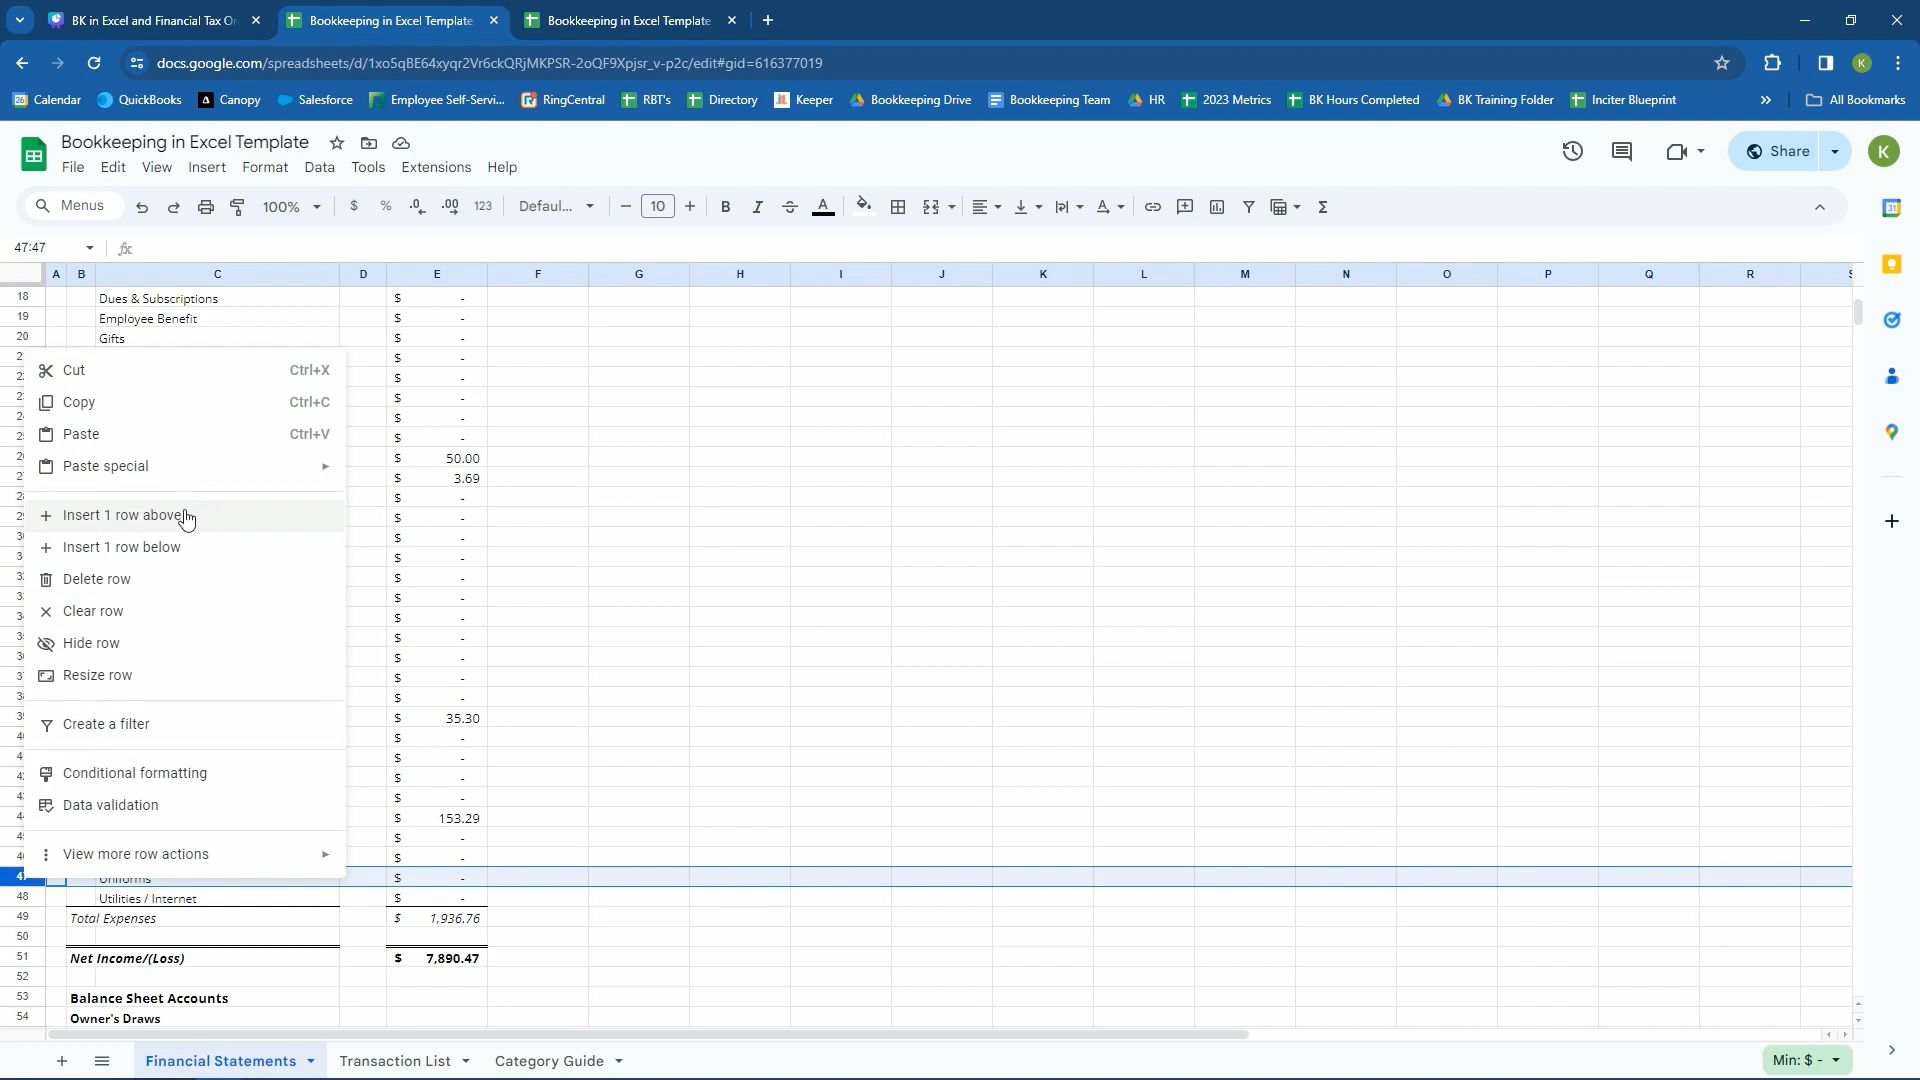 BK in Excel and Financial Tax Or
Bookkeeping in Excel Template
Bookkeeping in Excel Template
docs.google.com/spreadsheets/d/1xo5qBE64xyqr2Vr6ckQRjMKPSR-2oQF9Xpjsr_v-p2c/edit#gid=616377019
K
26 Calendar
QuickBooks
Canopy
Salesforce
Employee Self-Servi...
RingCentral
RBT's
Directory
Keeper
Bookkeeping Drive
Bookkeeping Team
HR
2023 Metrics
BK Hours Completed
BK Training Folder
Inciter Blueprint
All Bookmarks
Bookkeeping in Excel Template
File Edit View Insert Format Data Tools Extensions Help
Share
K
Menus
100%
$ % .0 .00 123
Defaul...
10
B I A
31
47:47
fx
A B C D E F G H I J K L M N O P Q R
18 Dues & Subscriptions $ -
19 Employee Benefit $ -
20 Gifts $ -
$ -
$ -
$ -
$ -
$ -
$ 50.00
$ 3.69
$ -
$ -
$ -
$ -
$ -
$ -
$ -
$ -
$ -
$ -
$ -
$ 35.30
$ -
$ -
$ -
$ -
$ 153.29
$ -
$ -
47 Uniforms $ -
48 Utilities / Internet $ -
49 Total Expenses $ 1,936.76
50
51 Net Income/(Loss) $ 7,890.47
52
53 Balance Sheet Accounts
54 Owner's Draws
Cut Ctrl+X
Copy Ctrl+C
Paste Ctrl+V
Paste special
Insert 1 row above
Insert 1 row below
Delete row
Clear row
Hide row
Resize row
Create a filter
Conditional formatting
Data validation
View more row actions
Financial Statements
Transaction List
Category Guide
Min: $ -